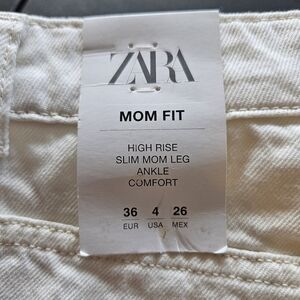 ZARA
MOM FIT
HIGH RISE
SLIM MOM LEG
ANKLE
COMFORT
36 4 26
EUR USA MEX